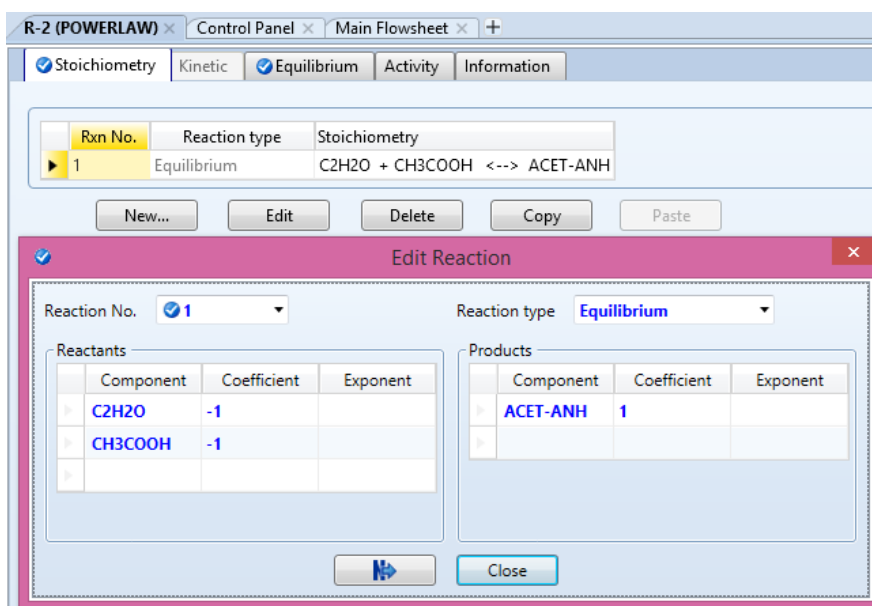 R-2 (POWERLAW) × Control Panel × Main Flowsheet × +
Stoichiometry Kinetic Equilibrium Activity Information
Rxn No. Reaction type Stoichiometry
1 Equilibrium C2H2O + CH3COOH <--> ACET-ANH
New... Edit Delete Copy Paste
Edit Reaction ×
Reaction No. 1 Reaction type Equilibrium
Reactants Products
Component Coefficient Exponent Component Coefficient Exponent
C2H2O -1 ACET-ANH 1
CH3COOH -1
N Close